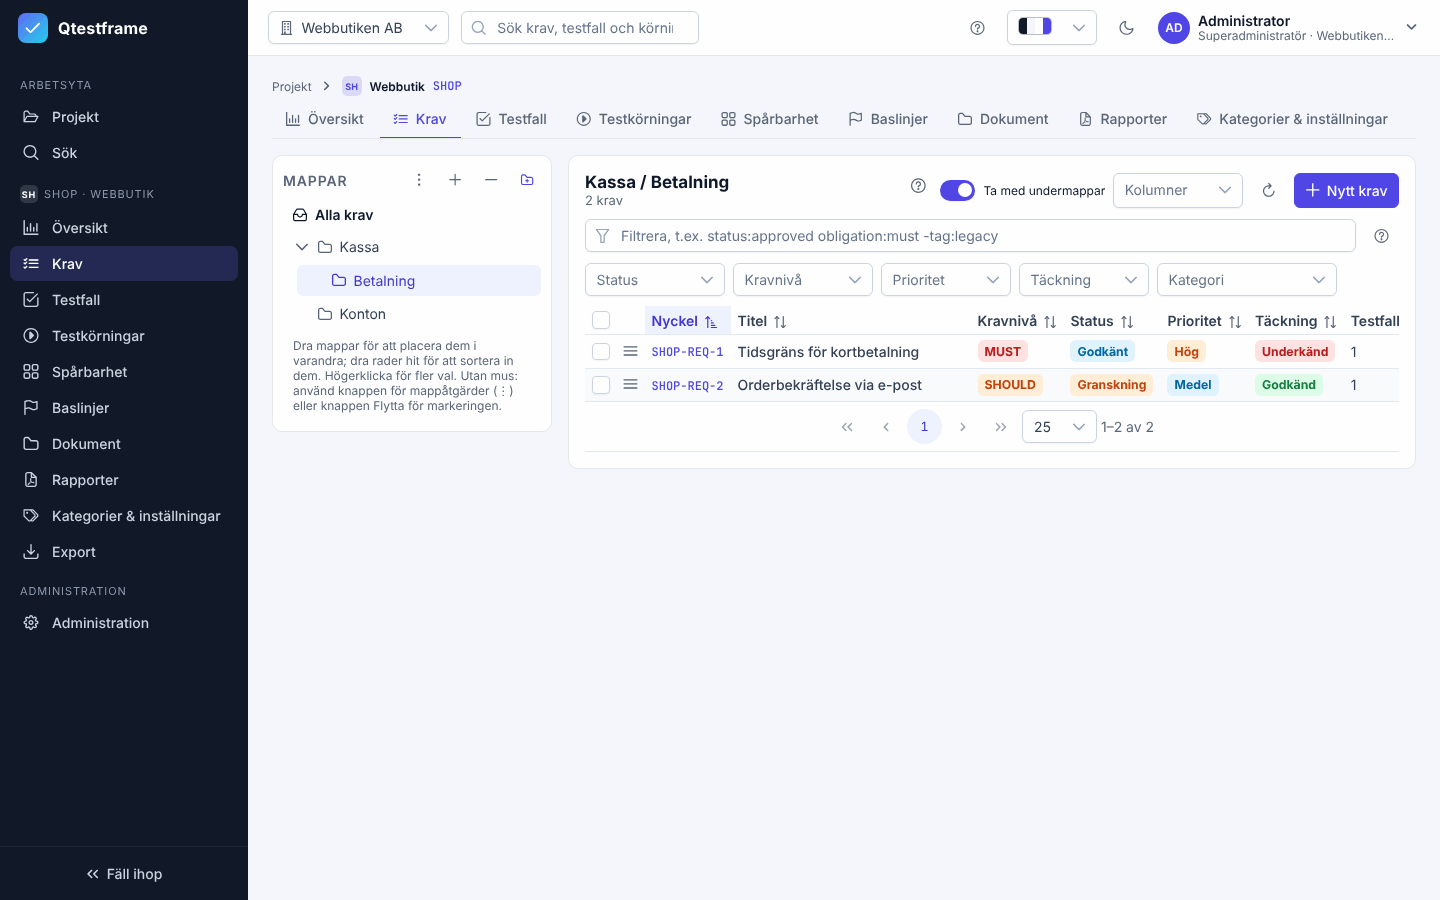 Qtestframe
Webbutiken AB
Sök krav, testfall och körnin
AD
Administrator
Superadministratör · Webbutiken...
ARBETSYTA
Projekt
Sök
SH SHOP · WEBBUTIK
Översikt
Krav
Testfall
Testkörningar
Spårbarhet
Baslinjer
Dokument
Rapporter
Kategorier & inställningar
Export
ADMINISTRATION
Administration
Fäll ihop
Projekt
SH Webbutik SHOP
Översikt
Krav
Testfall
Testkörningar
Spårbarhet
Baslinjer
Dokument
Rapporter
Kategorier & inställningar
MAPPAR
Alla krav
Kassa
Betalning
Konton
Dra mappar för att placera dem i
varandra; dra rader hit för att sortera in
dem. Högerklicka för fler val. Utan mus:
använd knappen för mappåtgärder (⋮)
eller knappen Flytta för markeringen.
Kassa / Betalning
2 krav
Ta med undermappar
Kolumner
Nytt krav
Filtrera, t.ex. status:approved obligation:must -tag:legacy
Status
Kravnivå
Prioritet
Täckning
Kategori
Nyckel Titel Kravnivå Status Prioritet Täckning Testfall
SHOP-REQ-1 Tidsgräns för kortbetalning MUST Godkänt Hög Underkänd 1
SHOP-REQ-2 Orderbekräftelse via e-post SHOULD Granskning Medel Godkänd 1
1
25
1–2 av 2